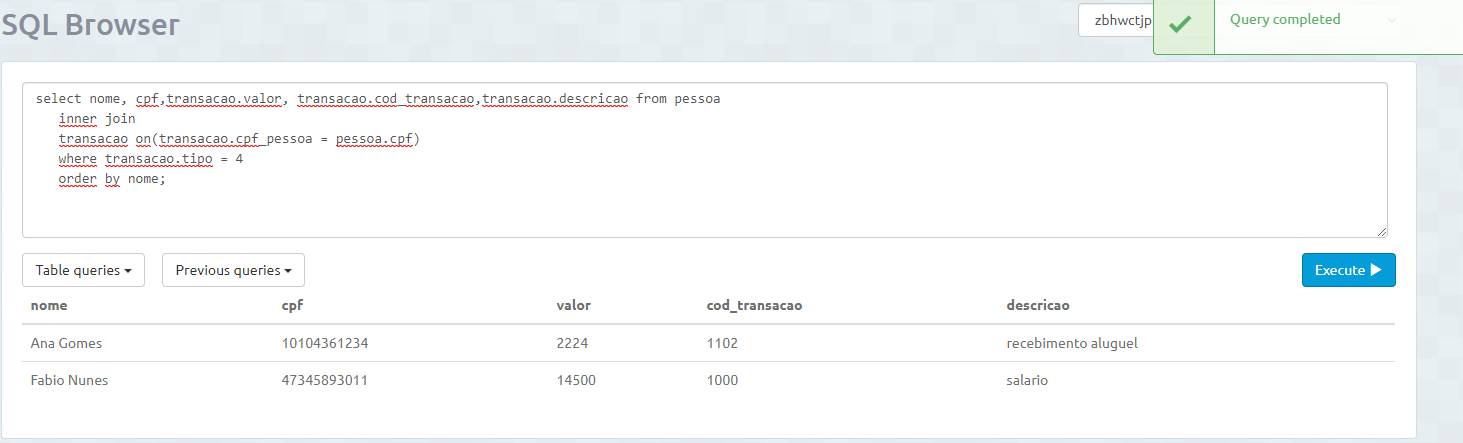 SQL Browser
zbhwctjp
Query completed
select nome, cpf,transacao.valor, transacao.cod_transacao,transacao.descricao from pessoa
inner join
transacao on(transacao.cpf_pessoa = pessoa.cpf)
where transacao.tipo = 4
order by nome;
Table queries
Previous queries
Execute
nome cpf valor cod_transacao descricao
Ana Gomes 10104361234 2224 1102 recebimento aluguel
Fabio Nunes 47345893011 14500 1000 salario